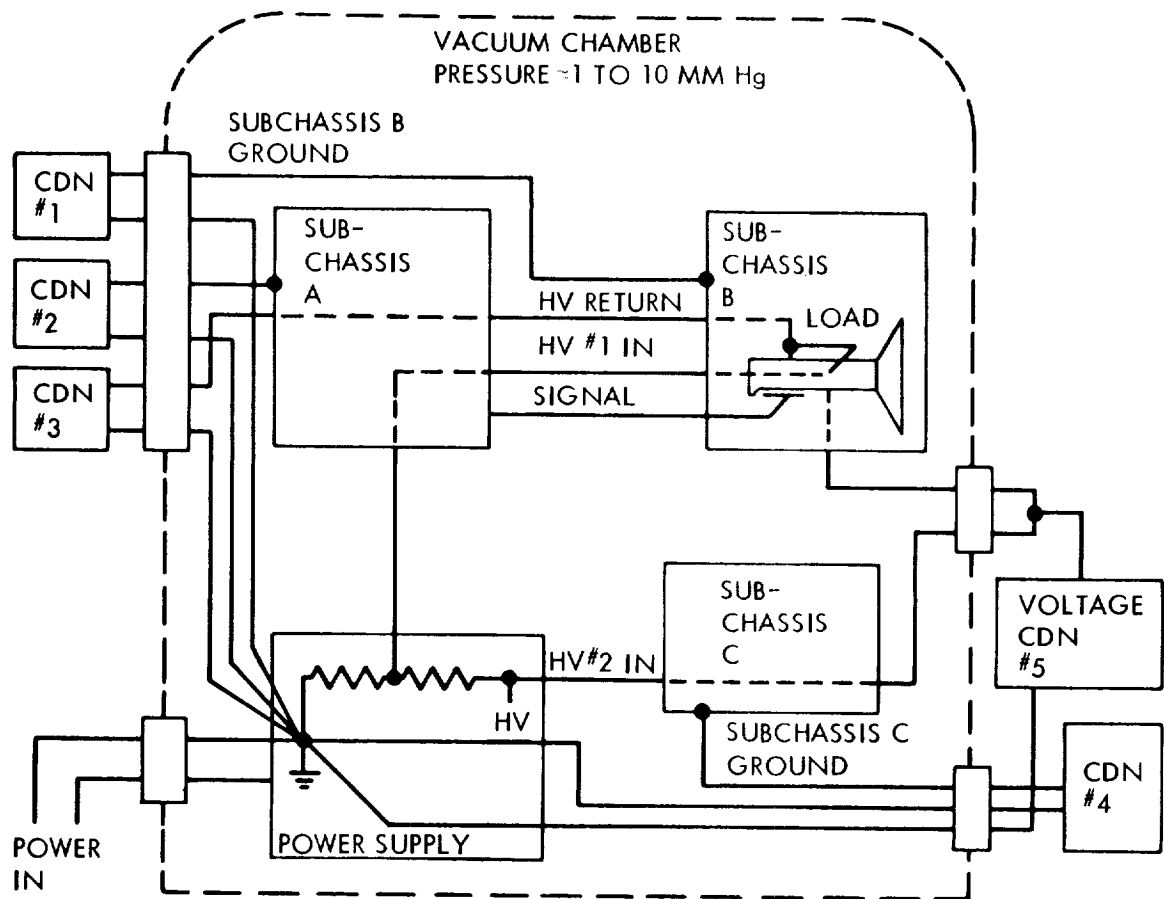 VACUUM CHAMBER
PRESSURE ~1 TO 10 MM Hg
SUBCHASSIS B
GROUND
CDN
#1
CDN
#2
CDN
#3
SUB-
CHASSIS
A
SUB-
CHASSIS
B
HV RETURN
LOAD
HV #1 IN
SIGNAL
SUB-
CHASSIS
C
HV#2 IN
HV
SUBCHASSIS C
GROUND
VOLTAGE
CDN
#5
CDN
#4
POWER SUPPLY
POWER
IN